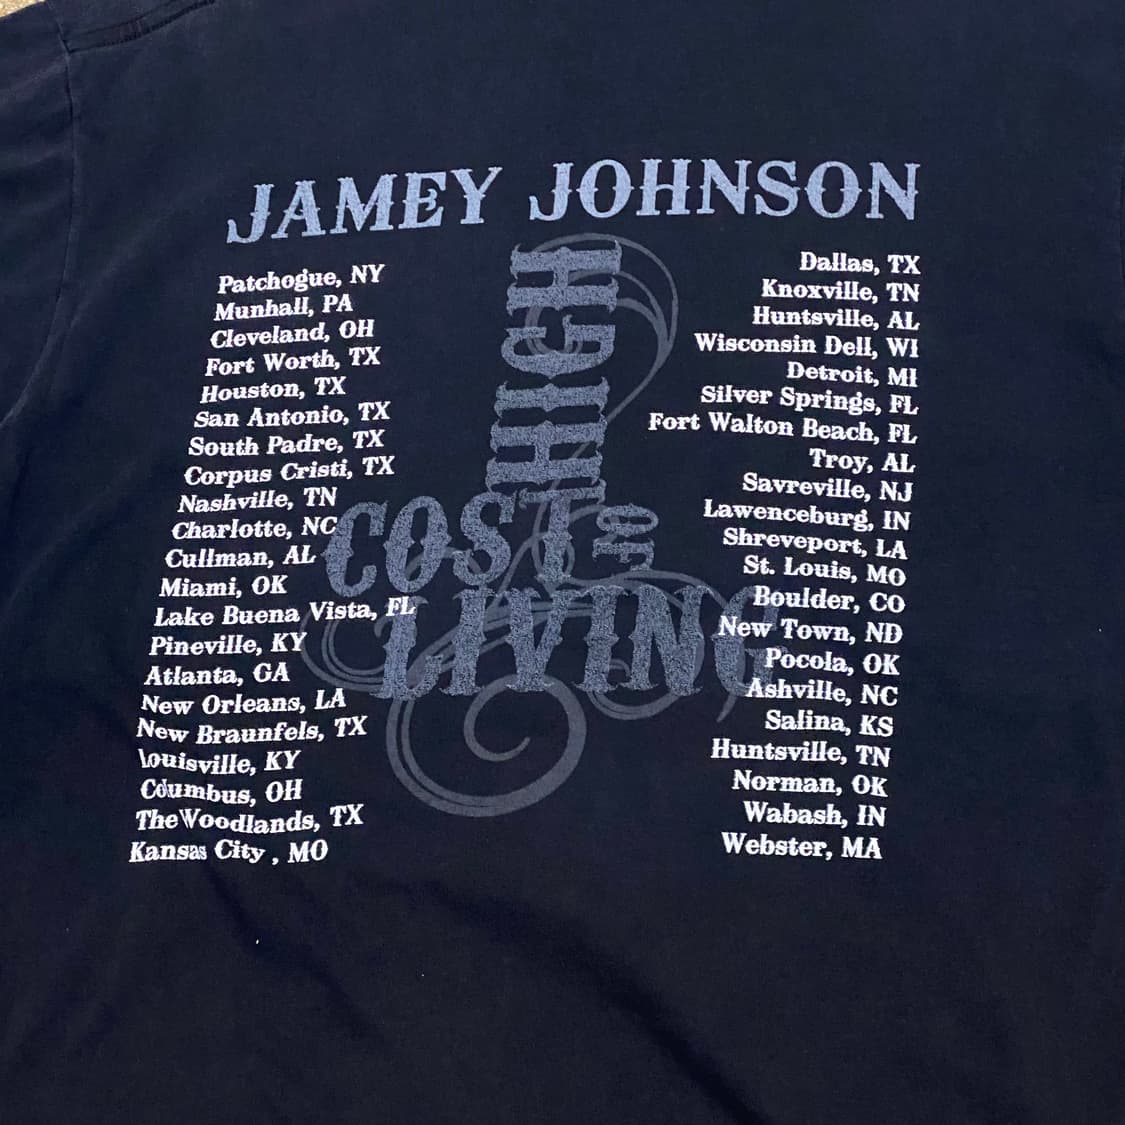 JAMEY JOHNSON
Patchogue, NY
Munhall, PA
Cleveland, OH
Fort Worth, TX
Houston, TX
San Antonio, TX
South Padre, TX
Corpus Cristi, TX
Nashville, TN
Charlotte, NC
Cullman, AL
Miami, OK
Lake Buena Vista, FL
Pineville, KY
Atlanta, GA
New Orleans, LA
New Braunfels, TX
Louisville, KY
Columbus, OH
The Woodlands, TX
Kansas City , MO
HIGH
COST OF
LIVING
Dallas, TX
Knoxville, TN
Huntsville, AL
Wisconsin Dell, WI
Detroit, MI
Silver Springs, FL
Fort Walton Beach, FL
Troy, AL
Savreville, NJ
Lawenceburg, IN
Shreveport, LA
St. Louis, MO
Boulder, CO
New Town, ND
Pocola, OK
Ashville, NC
Salina, KS
Huntsville, TN
Norman, OK
Wabash, IN
Webster, MA